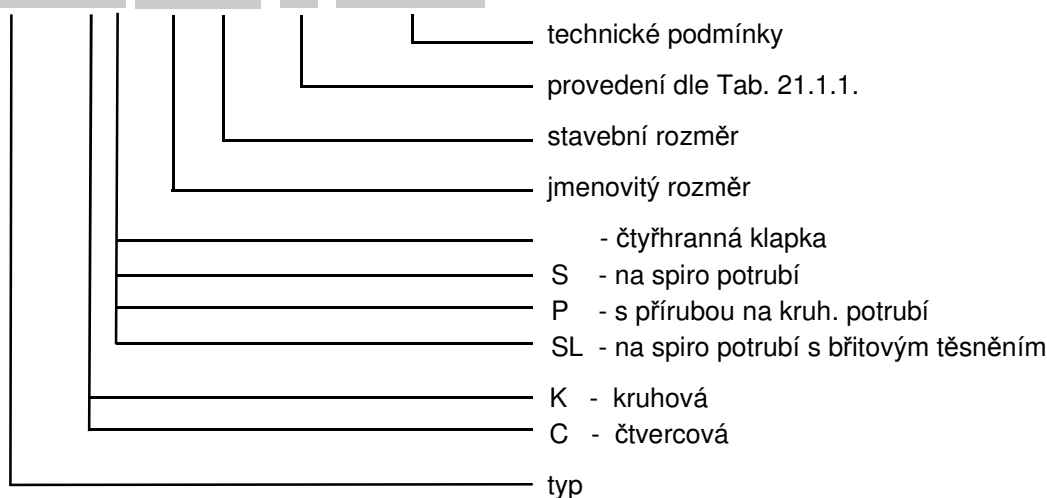 technické podmínky
provedení dle Tab. 21.1.1.
stavební rozměr
jmenovitý rozměr
- čtyřhranná klapka
S - na spiro potrubí
P - s přírubou na kruh. potrubí
SL - na spiro potrubí s břitovým těsněním
K - kruhová
C - čtvercová
typ